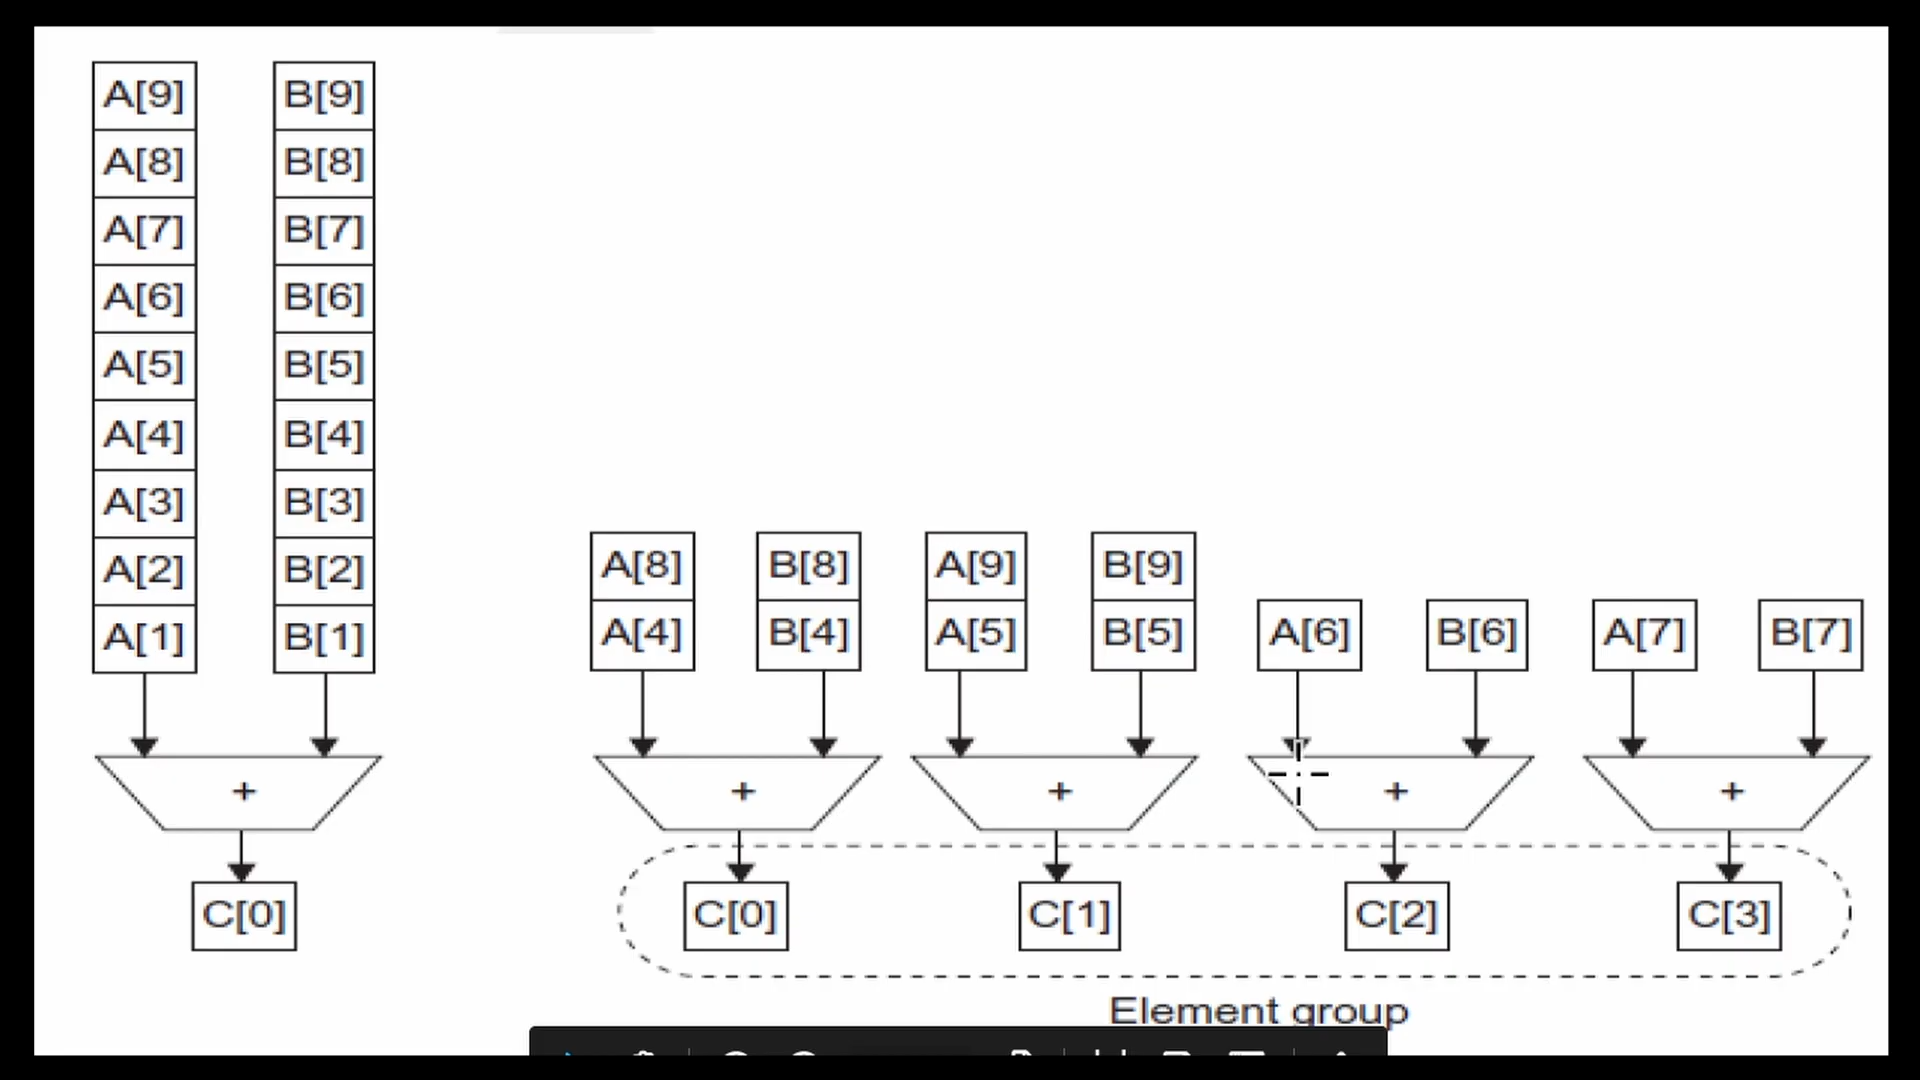 A[9] B[9]
A[8] B[8]
A[7] B[7]
A[6] B[6]
A[5] B[5]
A[4] B[4]
A[3] B[3]
A[2] B[2]
A[1] B[1]
+
C[0]
A[8] B[8] A[9] B[9]
A[4] B[4] A[5] B[5] A[6] B[6] A[7] B[7]
+ + + +
C[0] C[1] C[2] C[3]
Element group